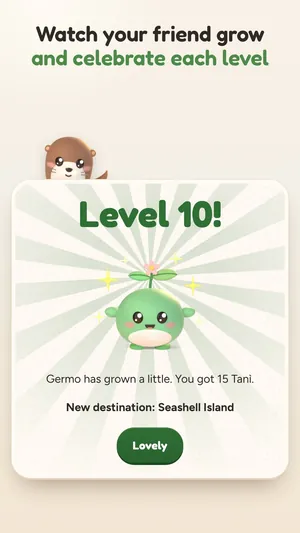 Watch your friend grow
and celebrate each level
Level 10!
Germo has grown a little. You got 15 Tani.
New destination: Seashell Island
Lovely